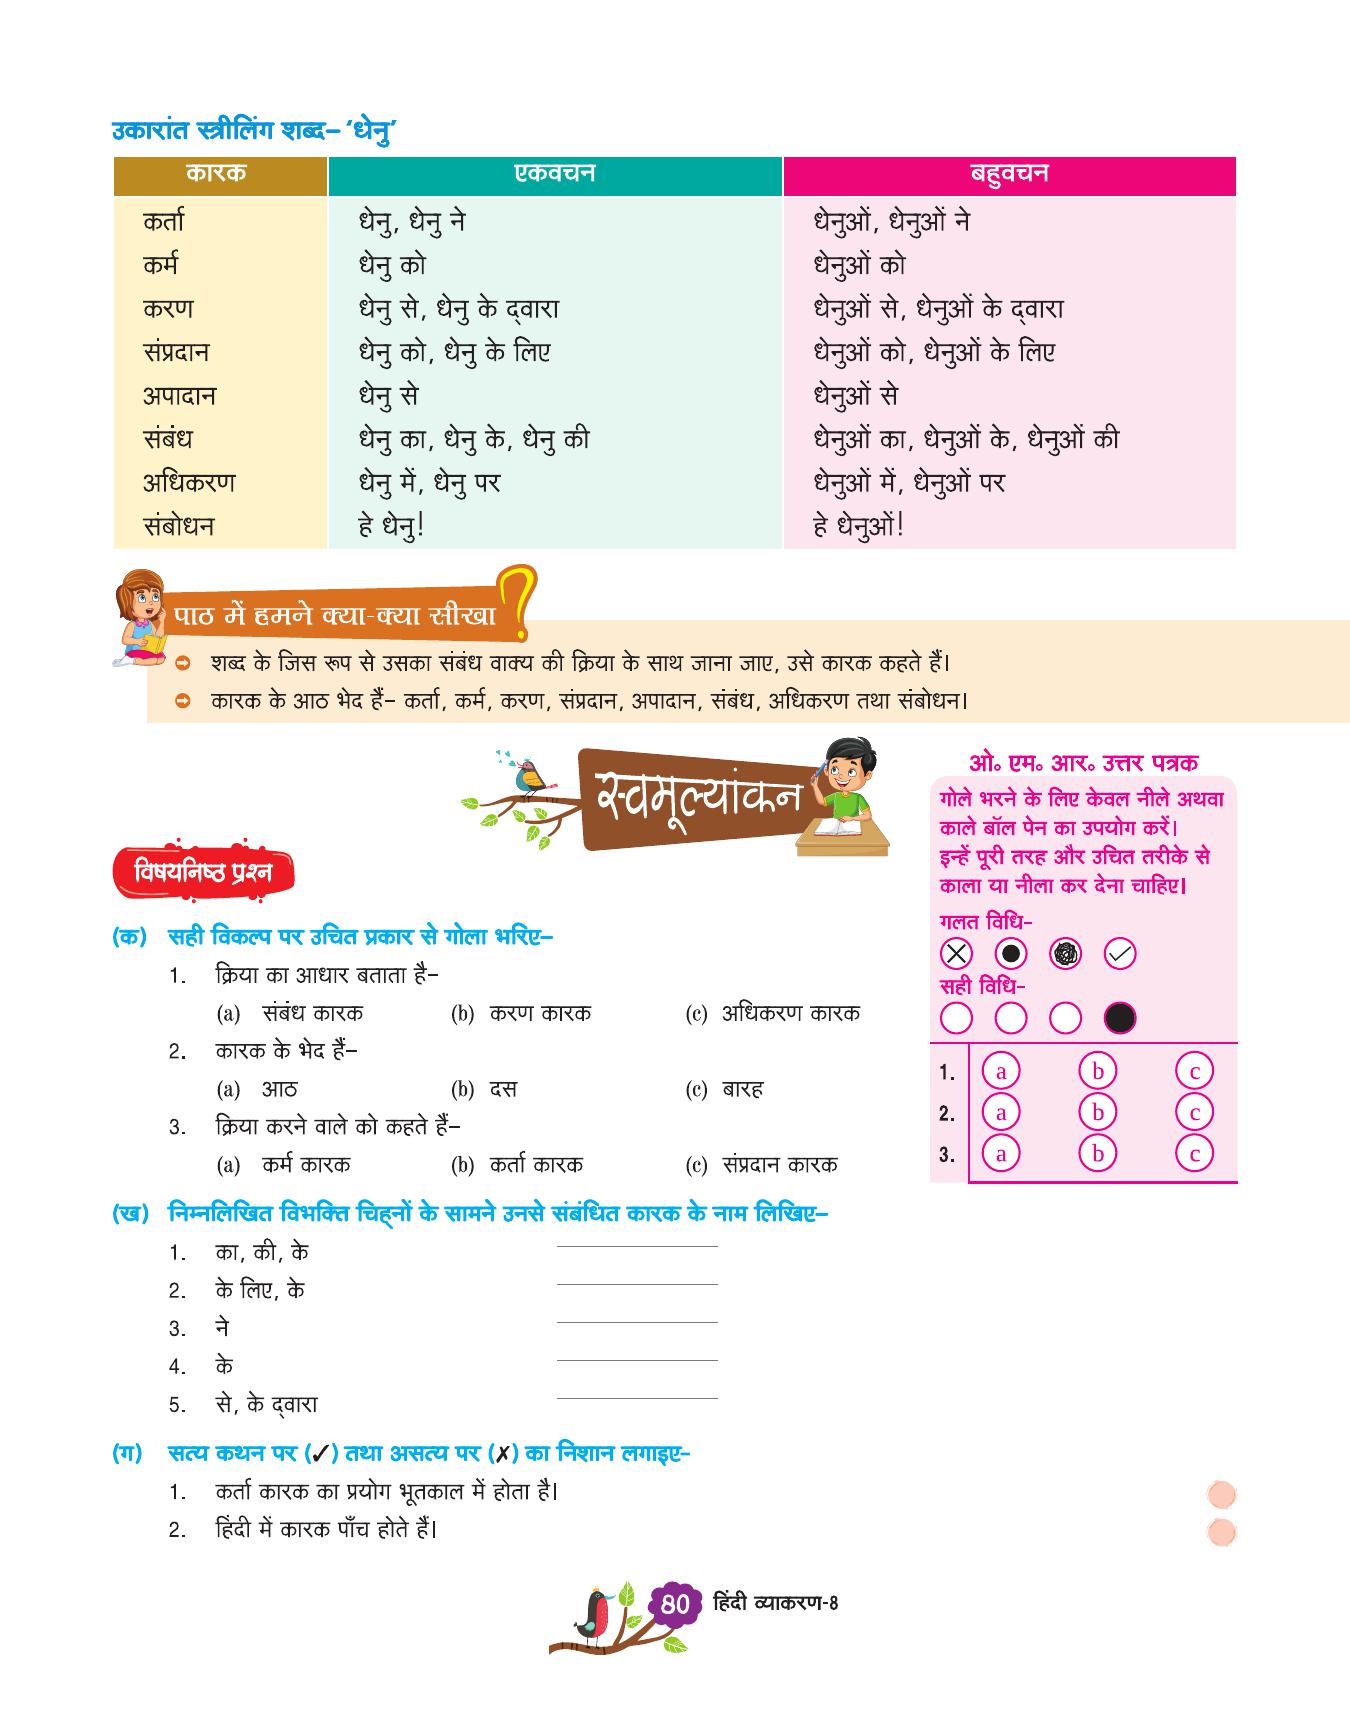 उकारांत स्त्रीलिंग शब्द– ‘धेनु’
कारक एकवचन बहुवचन
कर्ता धेनु, धेनु ने धेनुओं, धेनुओं ने
कर्म धेनु को धेनुओं को
करण धेनु से, धेनु के द्वारा धेनुओं से, धेनुओं के द्वारा
संप्रदान धेनु को, धेनु के लिए धेनुओं को, धेनुओं के लिए
अपादान धेनु से धेनुओं से
संबंध धेनु का, धेनु के, धेनु की धेनुओं का, धेनुओं के, धेनुओं की
अधिकरण धेनु में, धेनु पर धेनुओं में, धेनुओं पर
संबोधन हे धेनु! हे धेनुओं!
पाठ में हमने क्या-क्या सीखा ?
शब्द के जिस रूप से उसका संबंध वाक्य की क्रिया के साथ जाना जाए, उसे कारक कहते हैं।
कारक के आठ भेद हैं– कर्ता, कर्म, करण, संप्रदान, अपादान, संबंध, अधिकरण तथा संबोधन।
स्वमूल्यांकन
विषयनिष्ठ प्रश्न
(क) सही विकल्प पर उचित प्रकार से गोला भरिए–
1. क्रिया का आधार बताता है–
(a) संबंध कारक (b) करण कारक (c) अधिकरण कारक
2. कारक के भेद हैं–
(a) आठ (b) दस (c) बारह
3. क्रिया करने वाले को कहते हैं–
(a) कर्म कारक (b) कर्ता कारक (c) संप्रदान कारक
ओ॰ एम॰ आर॰ उत्तर पत्रक
गोले भरने के लिए केवल नीले अथवा
काले बॉल पेन का उपयोग करें।
इन्हें पूरी तरह और उचित तरीके से
काला या नीला कर देना चाहिए।
गलत विधि–
सही विधि–
1. a b c
2. a b c
3. a b c
(ख) निम्नलिखित विभक्ति चिह्नों के सामने उनसे संबंधित कारक के नाम लिखिए–
1. का, की, के
2. के लिए, के
3. ने
4. के
5. से, के द्वारा
(ग) सत्य कथन पर (✓) तथा असत्य पर (✗) का निशान लगाइए–
1. कर्ता कारक का प्रयोग भूतकाल में होता है।
2. हिंदी में कारक पाँच होते हैं।
80 हिंदी व्याकरण-8